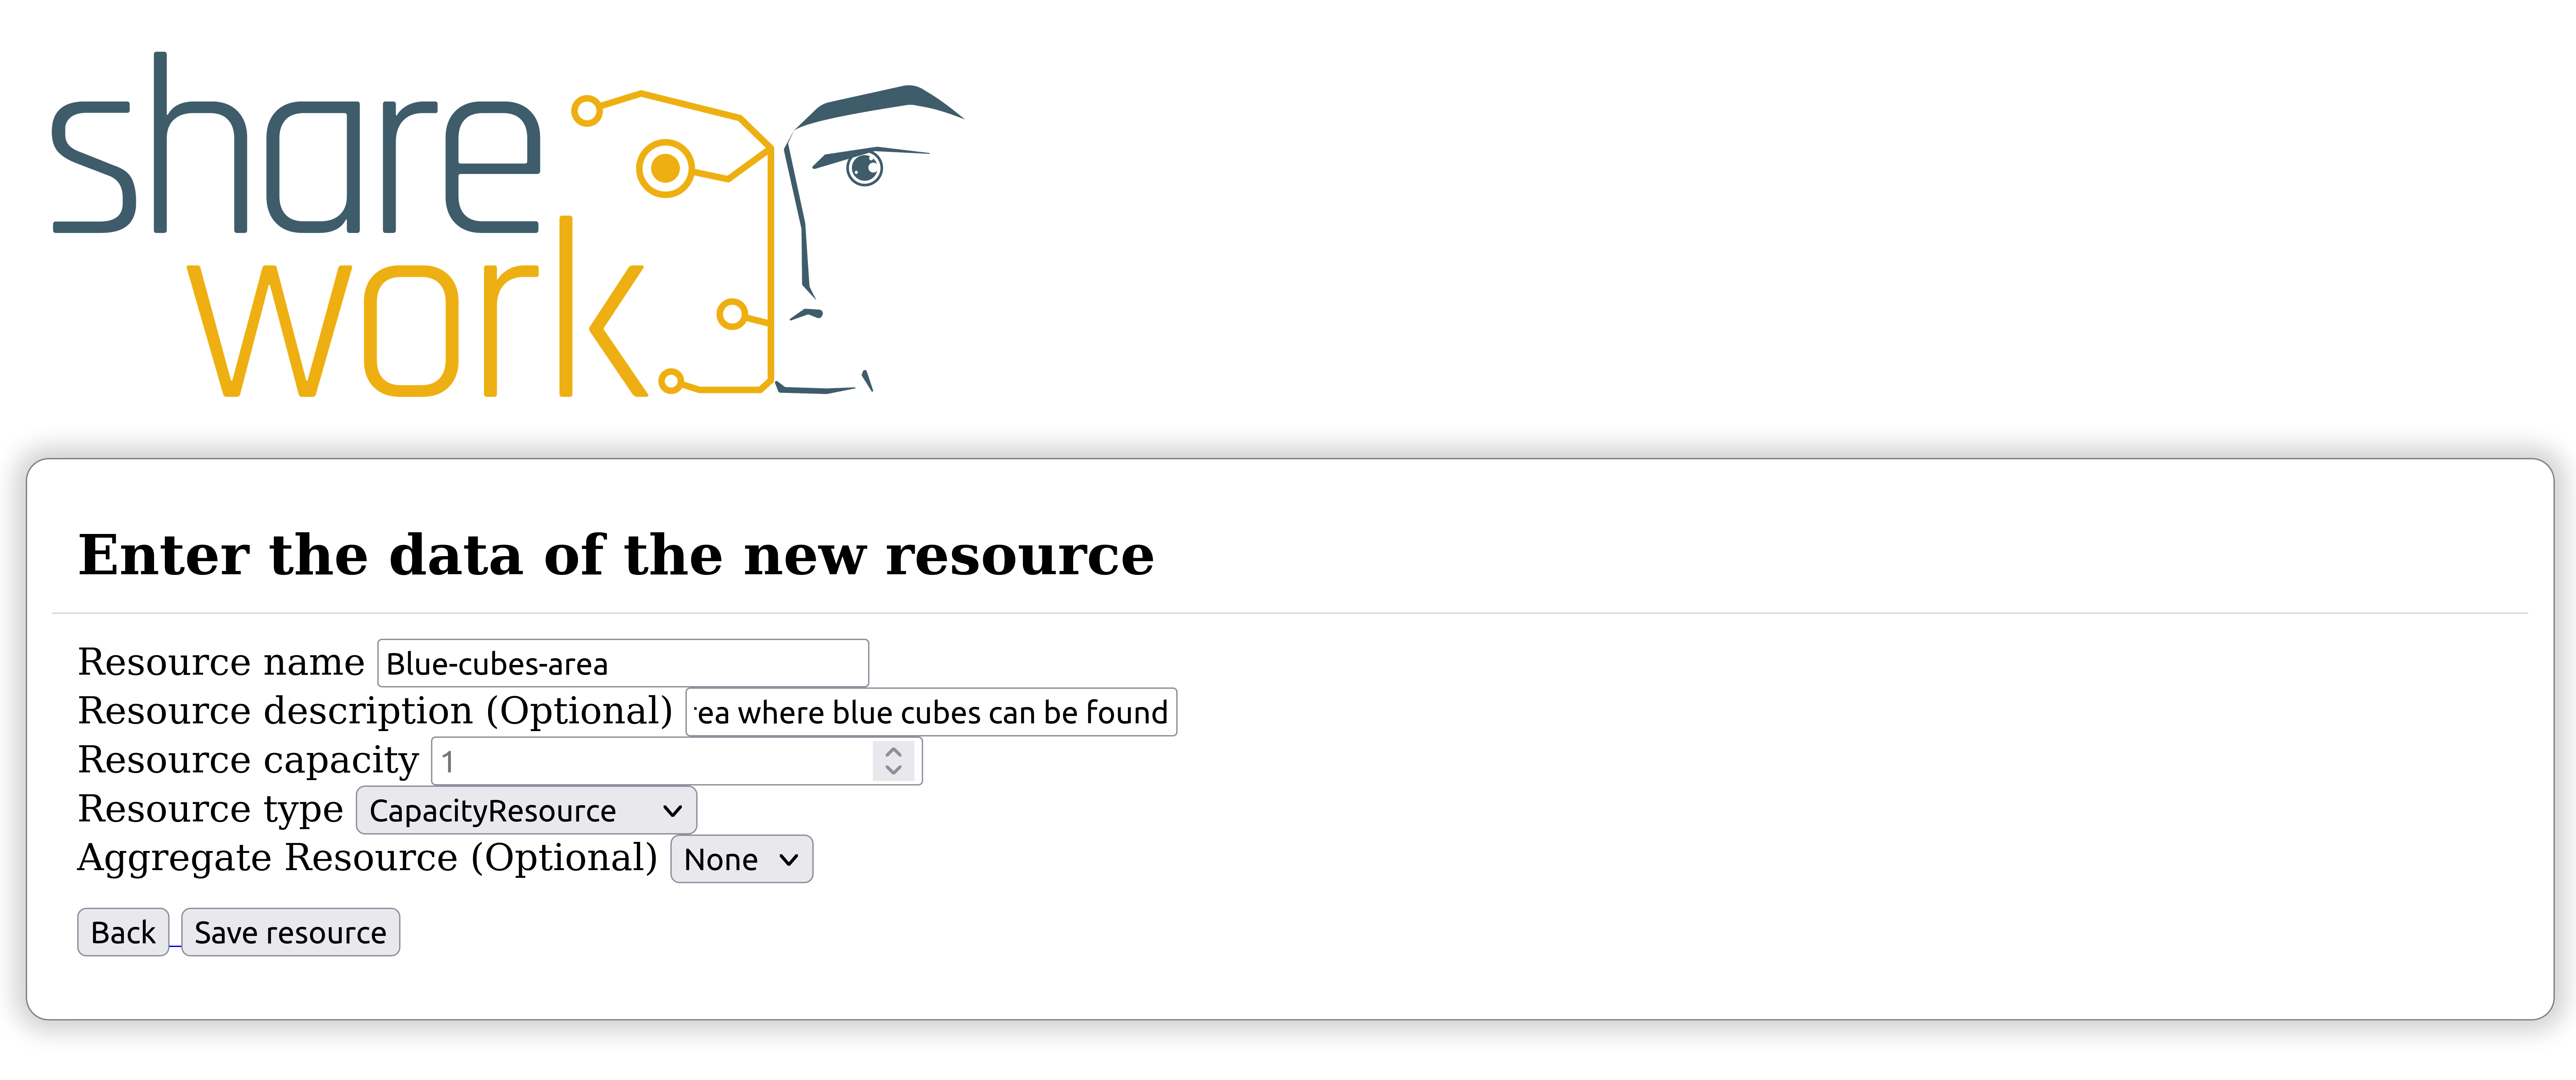 share
work
Enter the data of the new resource
Resource name Blue-cubes-area
Resource description (Optional) ea where blue cubes can be found
Resource capacity 1
Resource type CapacityResource
Aggregate Resource (Optional) None
Back Save resource